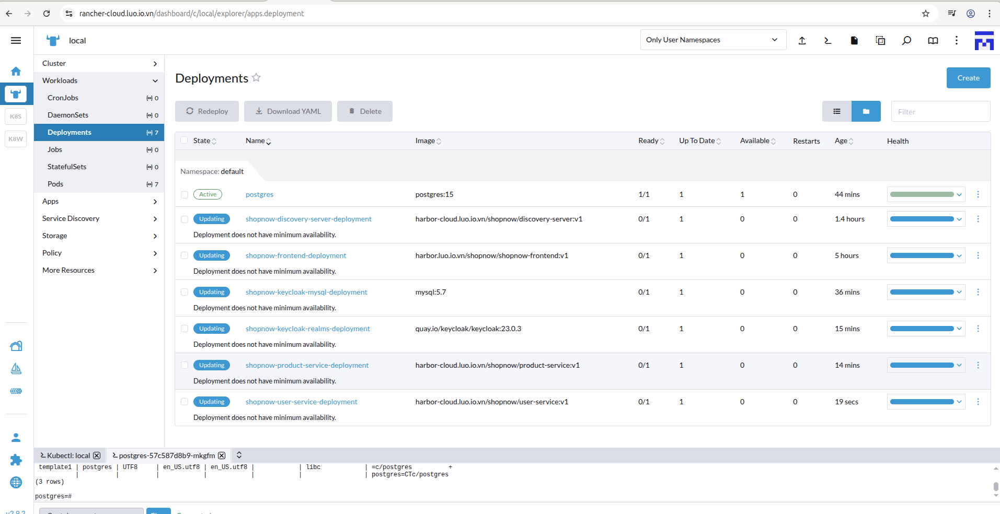 rancher-cloud.luo.io.vn/dashboard/c/local/explorer/apps.deployment
local
Only User Namespaces
K8S
K8W
Cluster
Workloads
CronJobs 0
DaemonSets 0
Deployments 7
Jobs 0
StatefulSets 0
Pods 7
Apps
Service Discovery
Storage
Policy
More Resources
Deployments
Create
Redeploy Download YAML Delete
Filter
State Name Image Ready Up To Date Available Restarts Age Health
Namespace: default
Active postgres postgres:15 1/1 1 1 0 44 mins
Updating shopnow-discovery-server-deployment harbor-cloud.luo.io.vn/shopnow/discovery-server:v1 0/1 1 0 0 1.4 hours
Deployment does not have minimum availability.
Updating shopnow-frontend-deployment harbor.luo.io.vn/shopnow/shopnow-frontend:v1 0/1 1 0 0 5 hours
Deployment does not have minimum availability.
Updating shopnow-keycloak-mysql-deployment mysql:5.7 0/1 1 0 0 36 mins
Deployment does not have minimum availability.
Updating shopnow-keycloak-realms-deployment quay.io/keycloak/keycloak:23.0.3 0/1 1 0 0 15 mins
Deployment does not have minimum availability.
Updating shopnow-product-service-deployment harbor-cloud.luo.io.vn/shopnow/product-service:v1 0/1 1 0 0 14 mins
Deployment does not have minimum availability.
Updating shopnow-user-service-deployment harbor-cloud.luo.io.vn/shopnow/user-service:v1 0/1 1 0 0 19 secs
Deployment does not have minimum availability.
Kubectl: local postgres-57c587d8b9-mkgfm
template1 | postgres | UTF8 | en_US.utf8 | en_US.utf8 | | libc | =c/postgres +
| | | | | | | postgres=CTc/postgres
(3 rows)
postgres=#